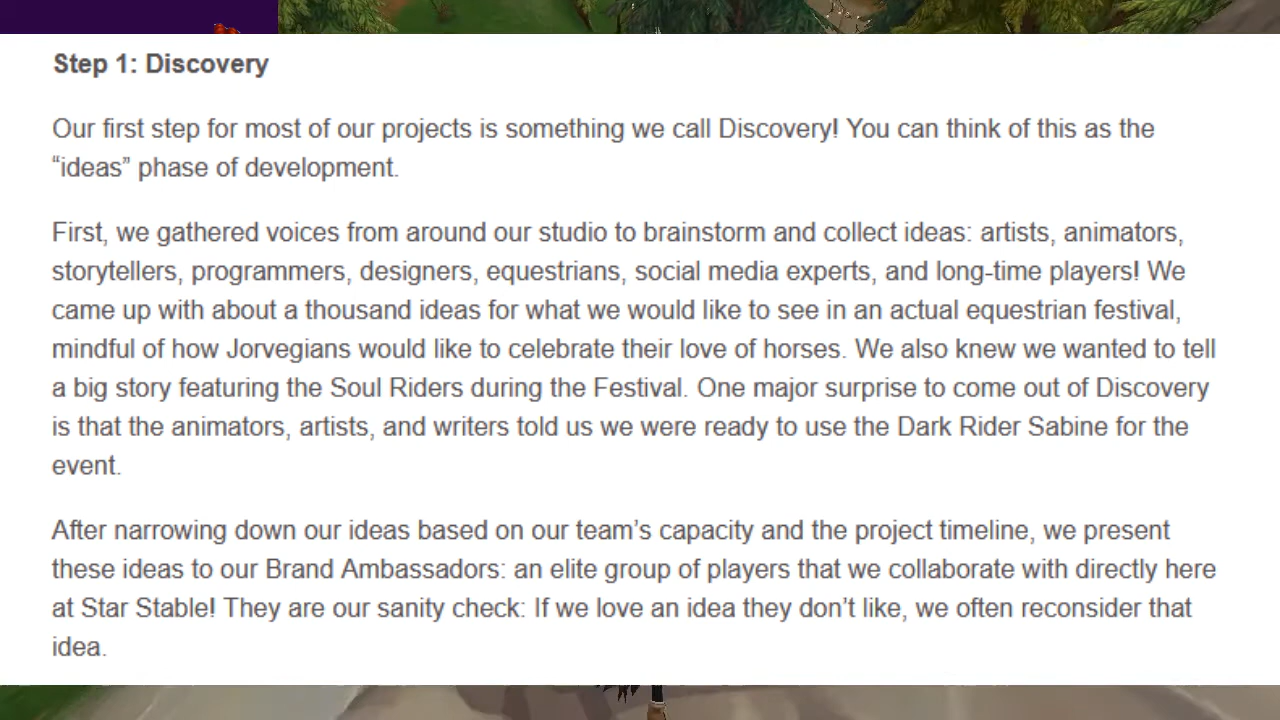 Step 1: Discovery
Our first step for most of our projects is something we call Discovery! You can think of this as the
“ideas” phase of development.
First, we gathered voices from around our studio to brainstorm and collect ideas: artists, animators,
storytellers, programmers, designers, equestrians, social media experts, and long-time players! We
came up with about a thousand ideas for what we would like to see in an actual equestrian festival,
mindful of how Jorvegians would like to celebrate their love of horses. We also knew we wanted to tell
a big story featuring the Soul Riders during the Festival. One major surprise to come out of Discovery
is that the animators, artists, and writers told us we were ready to use the Dark Rider Sabine for the
event.
After narrowing down our ideas based on our team’s capacity and the project timeline, we present
these ideas to our Brand Ambassadors: an elite group of players that we collaborate with directly here
at Star Stable! They are our sanity check: If we love an idea they don’t like, we often reconsider that
idea.